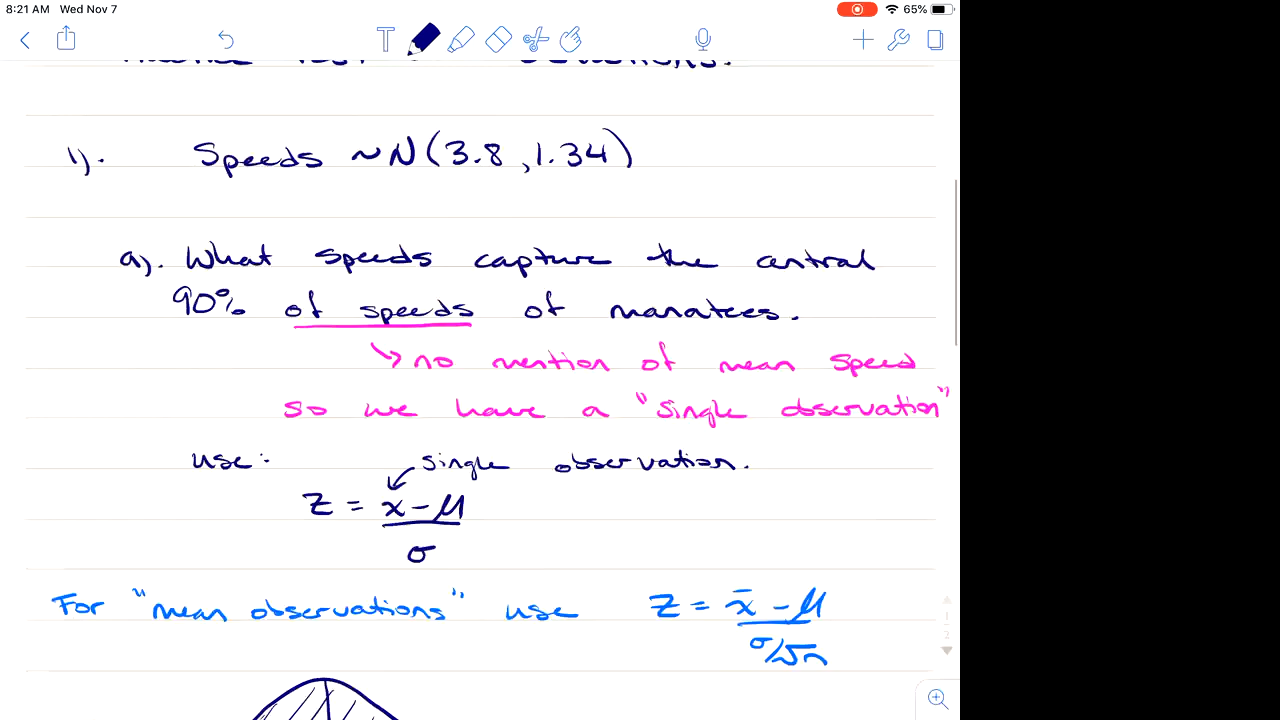 8:21 AM Wed Nov 7
65%
T
1). Speeds ~N(3.8,1.34)
a). What speeds capture the central
90% of speeds of manatees.
↳ no mention of mean speed
so we have a "single observation"
use: single observation.
z = x - μ
σ
For "mean observations" use z = x̄ - μ
σ/√n